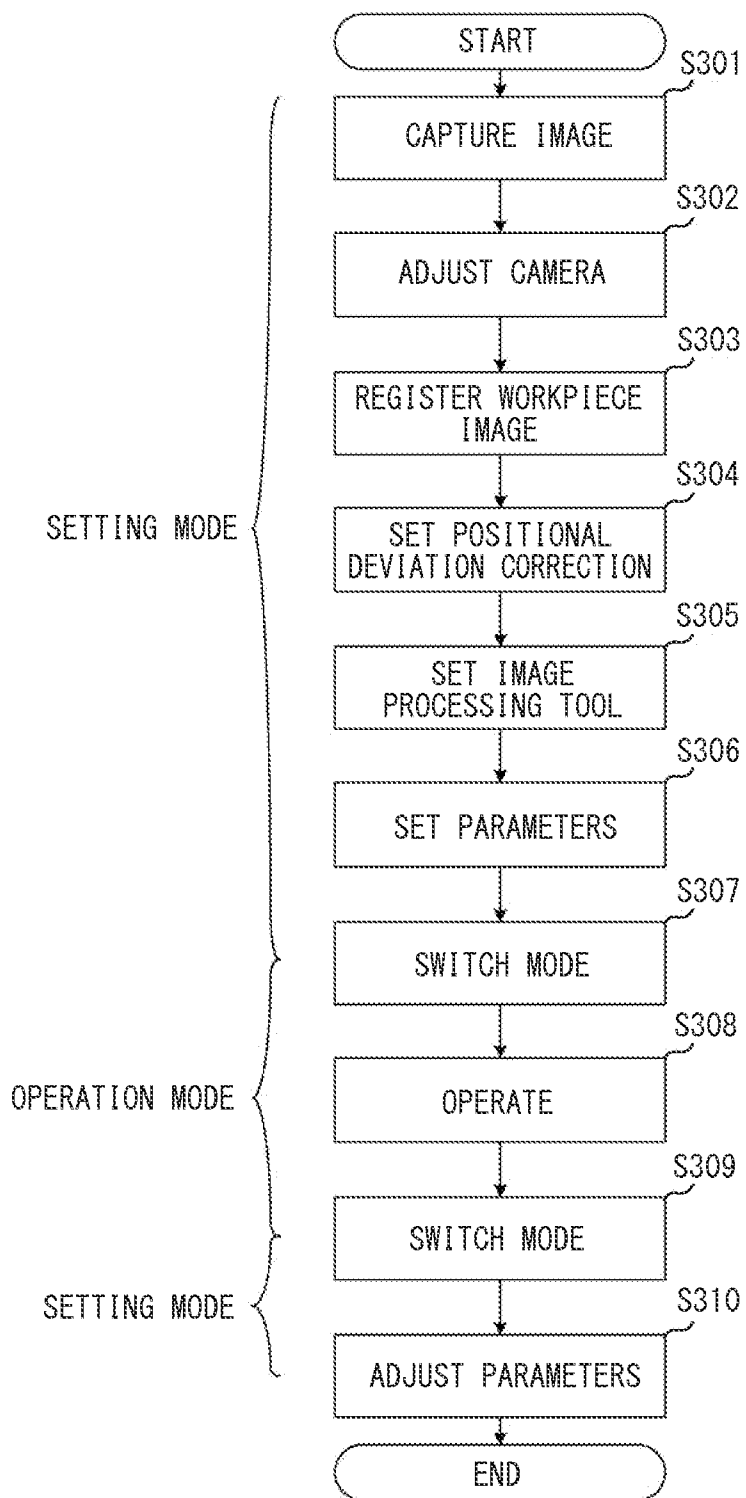 START
S301
CAPTURE IMAGE
S302
ADJUST CAMERA
S303
REGISTER WORKPIECE
IMAGE
S304
SETTING MODE
SET POSITIONAL
DEVIATION CORRECTION
S305
SET IMAGE
PROCESSING TOOL
S306
SET PARAMETERS
S307
SWITCH MODE
S308
OPERATION MODE
OPERATE
S309
SWITCH MODE
SETTING MODE
S310
ADJUST PARAMETERS
END